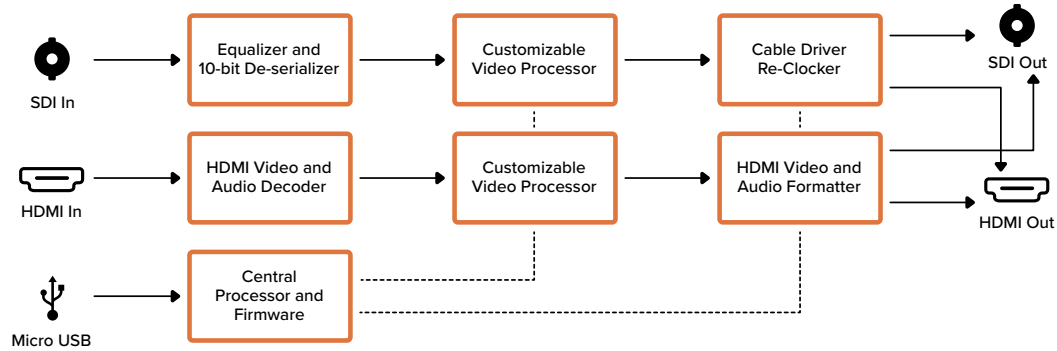 SDI In
Equalizer and
10-bit De-serializer
Customizable
Video Processor
Cable Driver
Re-Clocker
SDI Out
HDMI In
HDMI Video and
Audio Decoder
Customizable
Video Processor
HDMI Video and
Audio Formatter
HDMI Out
Micro USB
Central
Processor and
Firmware